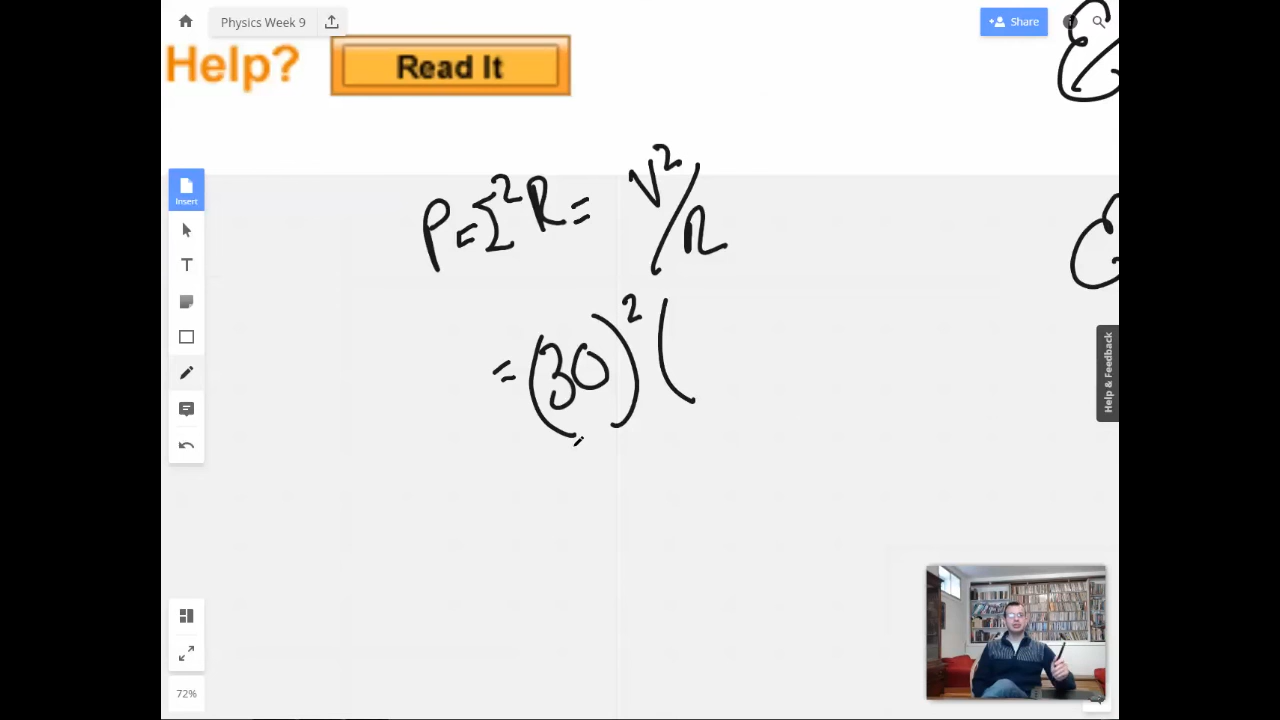 Physics Week 9
Share
Help? Read It
Insert
P=I²R= V²/R
=(30)²(
T
Help & Feedback
72%